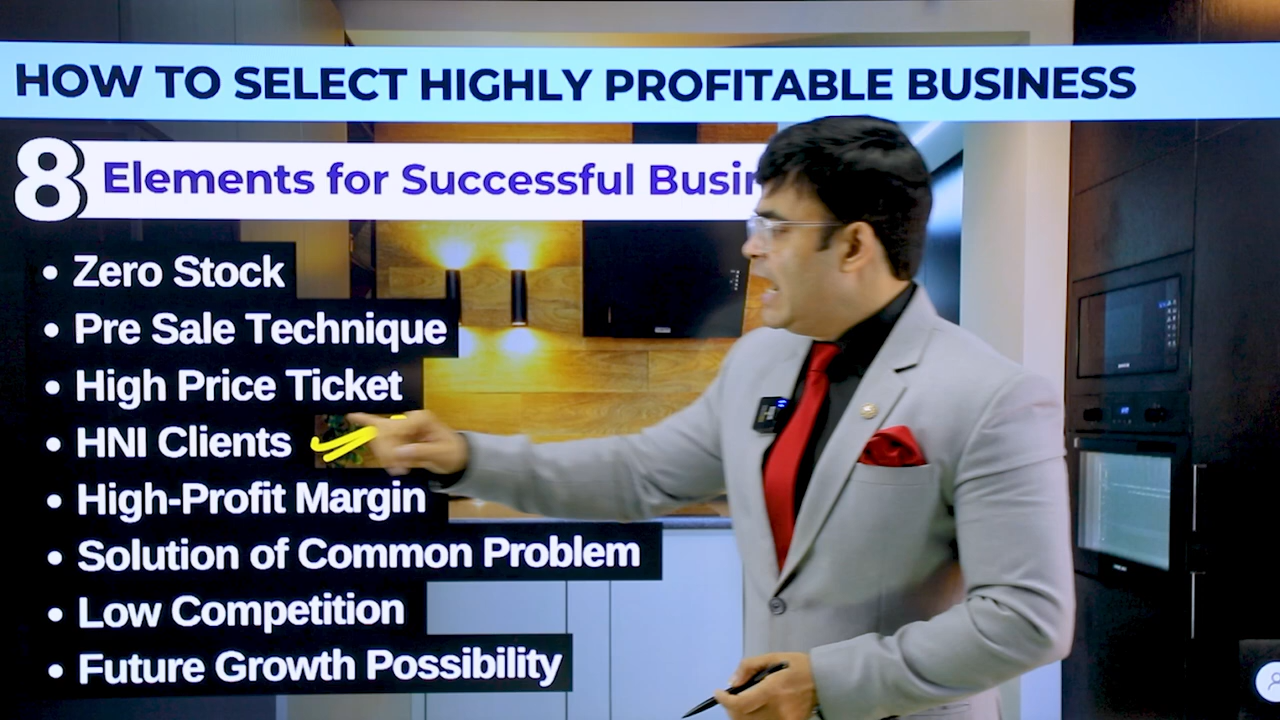 HOW TO SELECT HIGHLY PROFITABLE BUSINESS
8 Elements for Successful Busin
• Zero Stock
• Pre Sale Technique
• High Price Ticket
• HNI Clients
• High-Profit Margin
• Solution of Common Problem
• Low Competition
• Future Growth Possibility